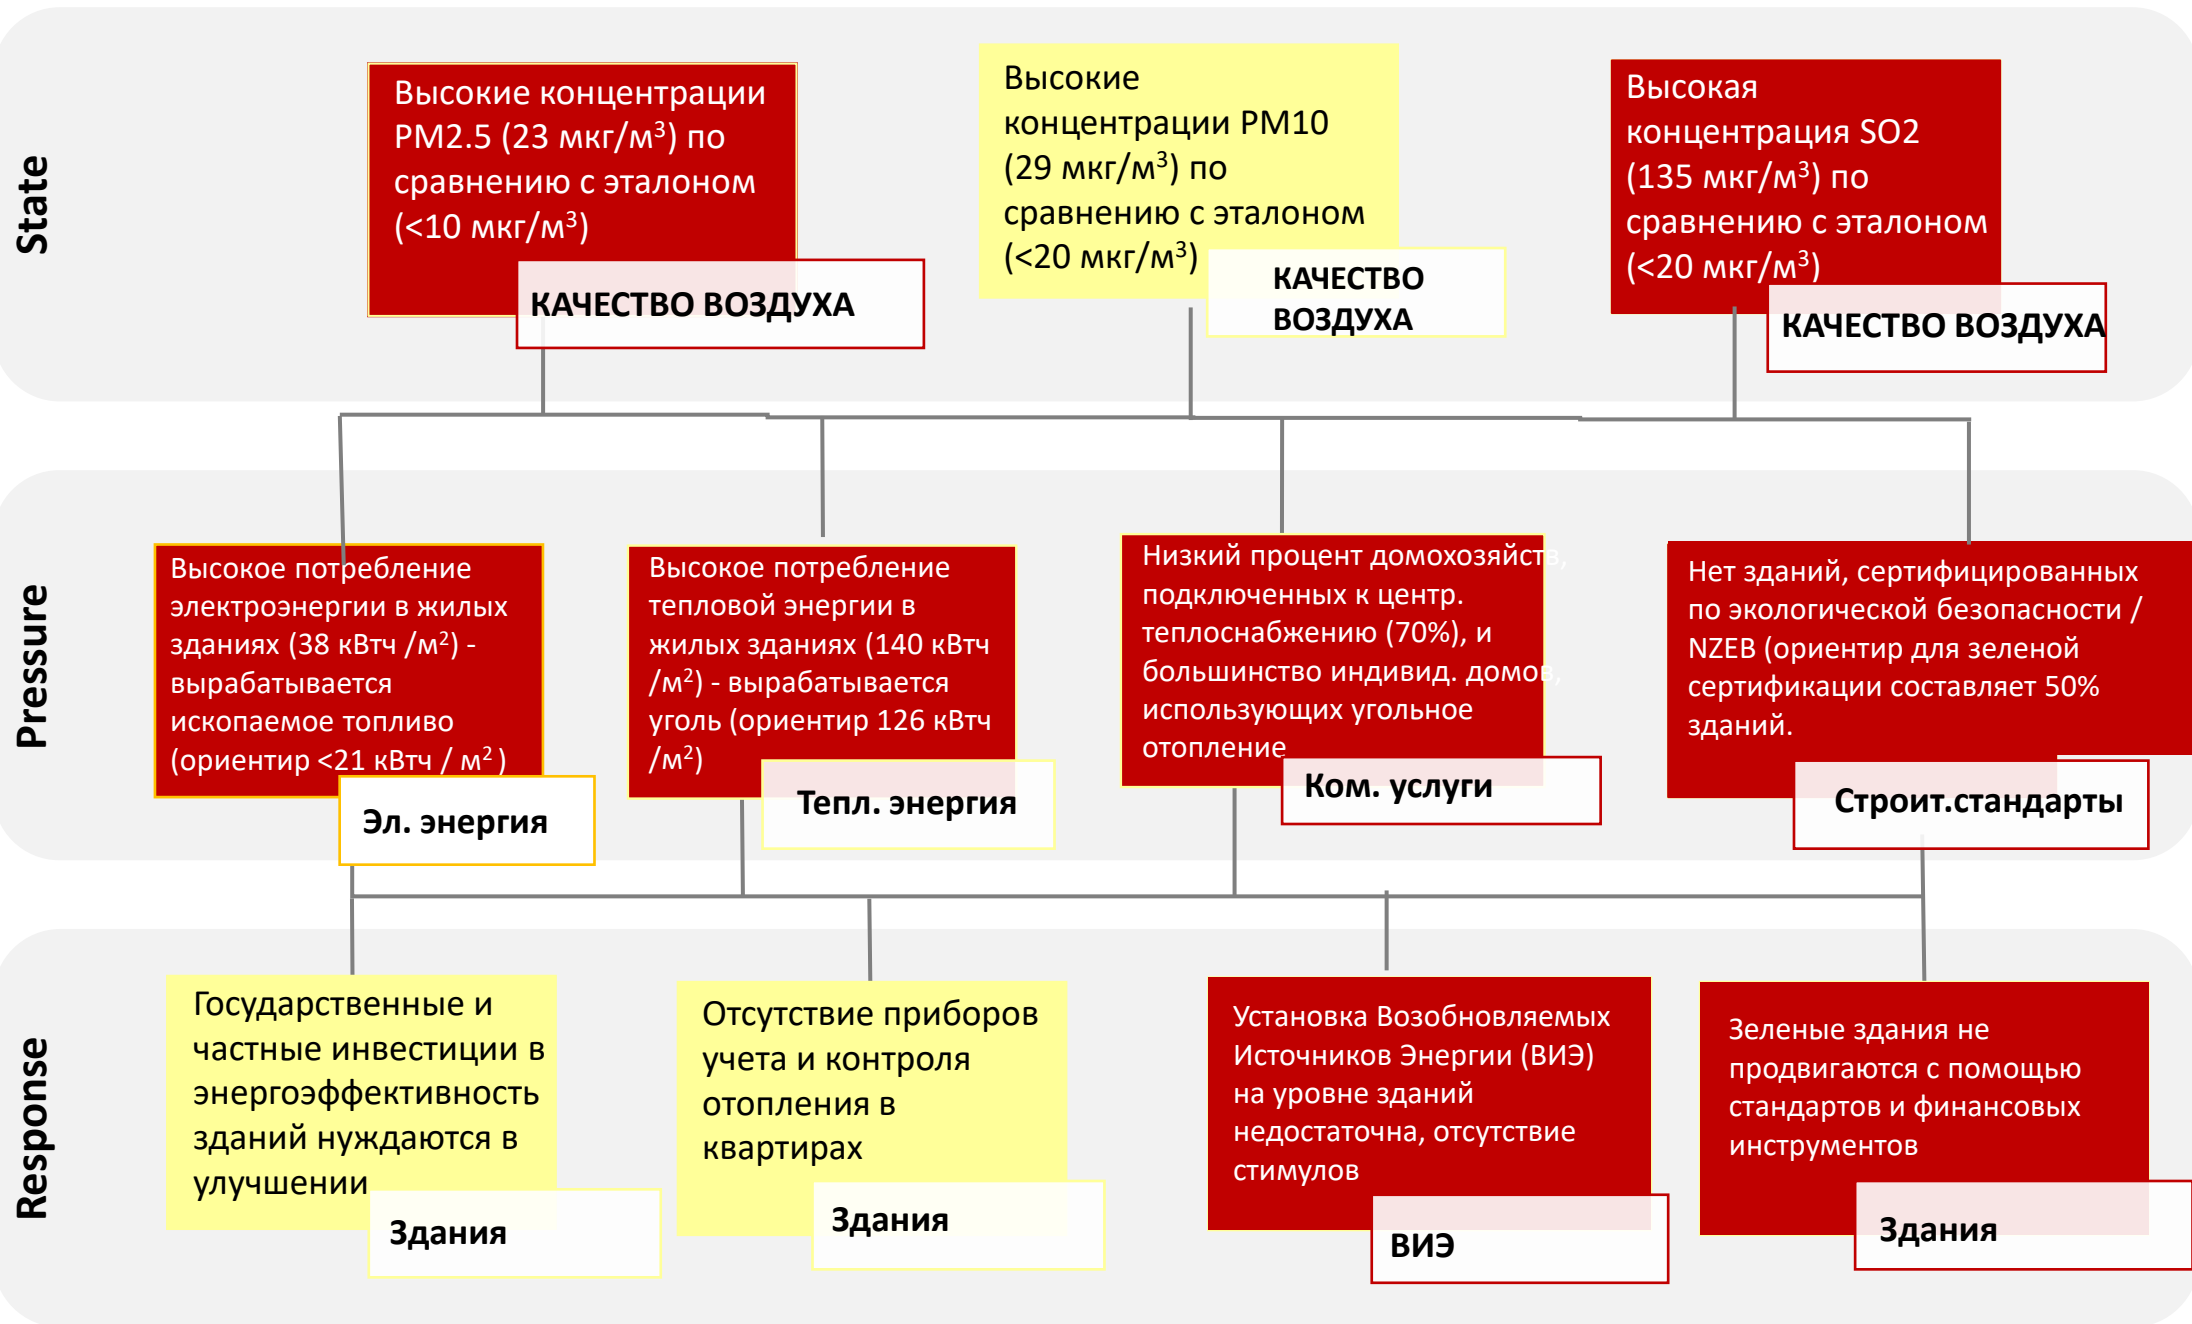 State
Высокие концентрации
PM2.5 (23 мкг/м³) по
сравнению с эталоном
(<10 мкг/м³)
КАЧЕСТВО ВОЗДУХА
Высокие
концентрации PM10
(29 мкг/м³) по
сравнению с эталоном
(<20 мкг/м³)
КАЧЕСТВО
ВОЗДУХА
Высокая
концентрация SO2
(135 мкг/м³) по
сравнению с эталоном
(<20 мкг/м³)
КАЧЕСТВО ВОЗДУХА
Pressure
Высокое потребление
электроэнергии в жилых
зданиях (38 кВтч /м²) -
вырабатывается
ископаемое топливо
(ориентир <21 кВтч / м² )
Эл. энергия
Высокое потребление
тепловой энергии в
жилых зданиях (140 кВтч
/м²) - вырабатывается
уголь (ориентир 126 кВтч
/м²)
Тепл. энергия
Низкий процент домохозяйств,
подключенных к центр.
теплоснабжению (70%), и
большинство индивид. домов,
использующих угольное
отопление
Ком. услуги
Нет зданий, сертифицированных
по экологической безопасности /
NZEB (ориентир для зеленой
сертификации составляет 50%
зданий.
Строит.стандарты
Response
Государственные и
частные инвестиции в
энергоэффективность
зданий нуждаются в
улучшении
Здания
Отсутствие приборов
учета и контроля
отопления в
квартирах
Здания
Установка Возобновляемых
Источников Энергии (ВИЭ)
на уровне зданий
недостаточна, отсутствие
стимулов
ВИЭ
Зеленые здания не
продвигаются с помощью
стандартов и финансовых
инструментов
Здания